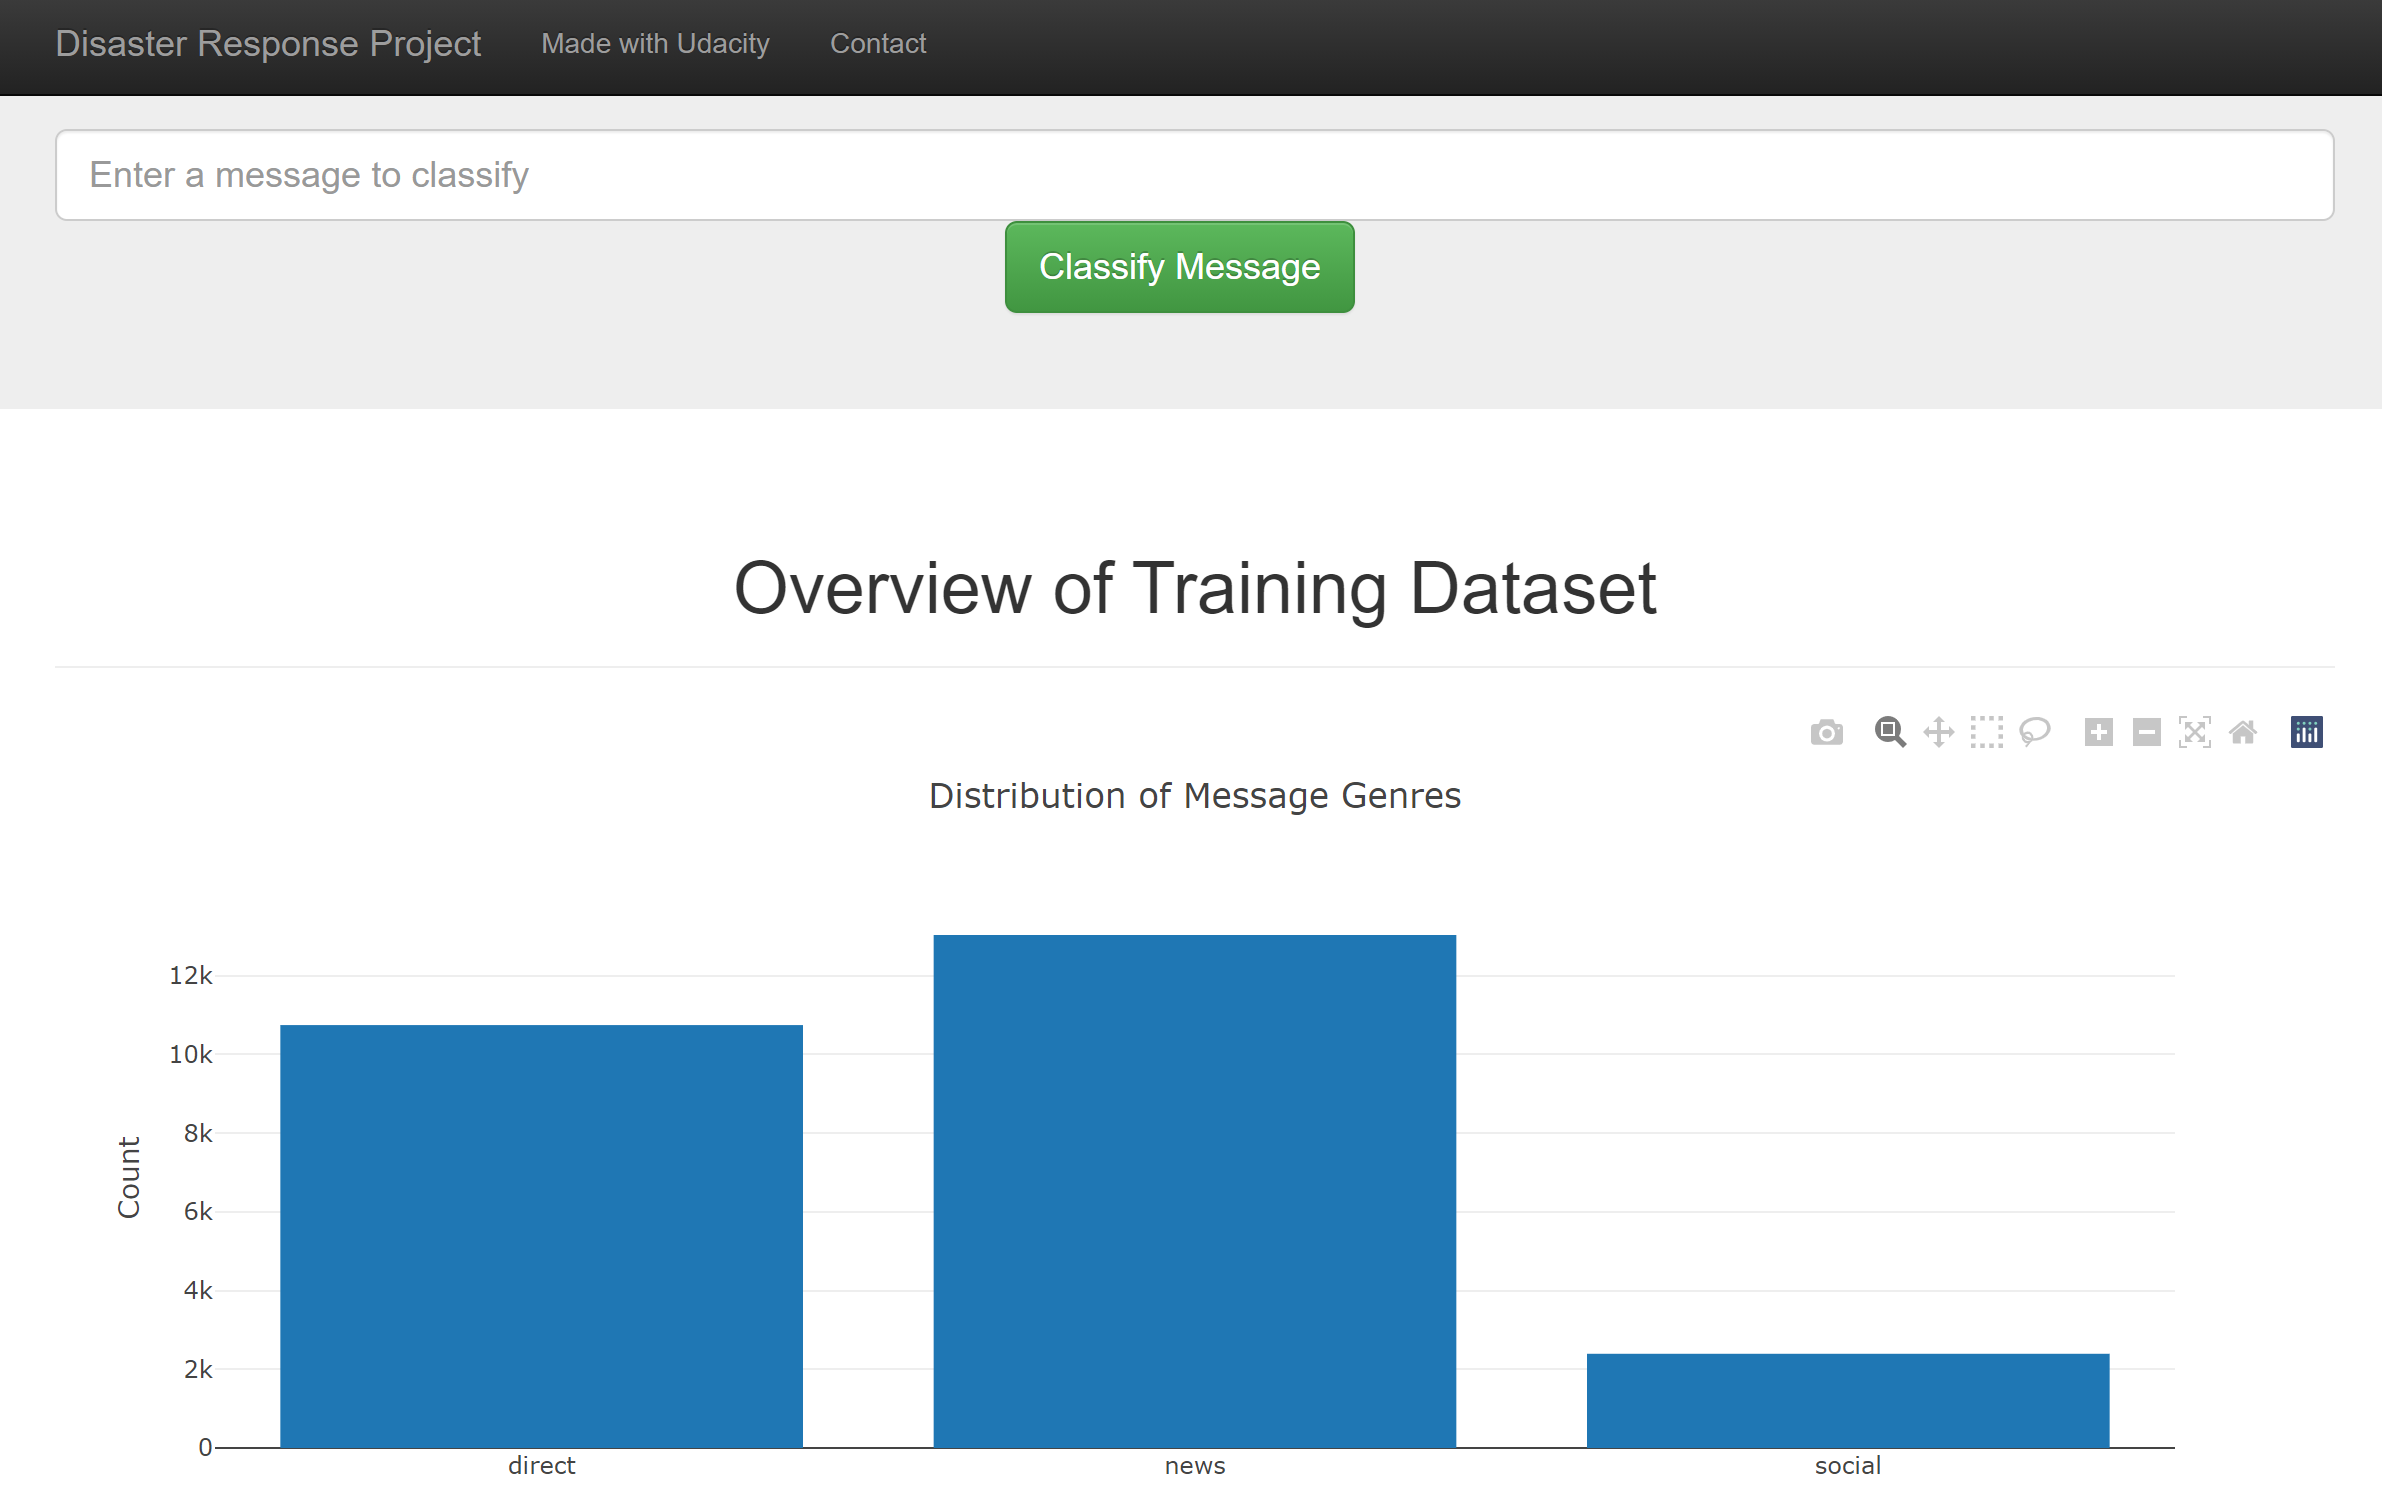 Disaster Response Project Made with Udacity Contact
Enter a message to classify
Classify Message
Overview of Training Dataset
Distribution of Message Genres
12k
10k
8k
6k
4k
2k
0
Count
direct news social